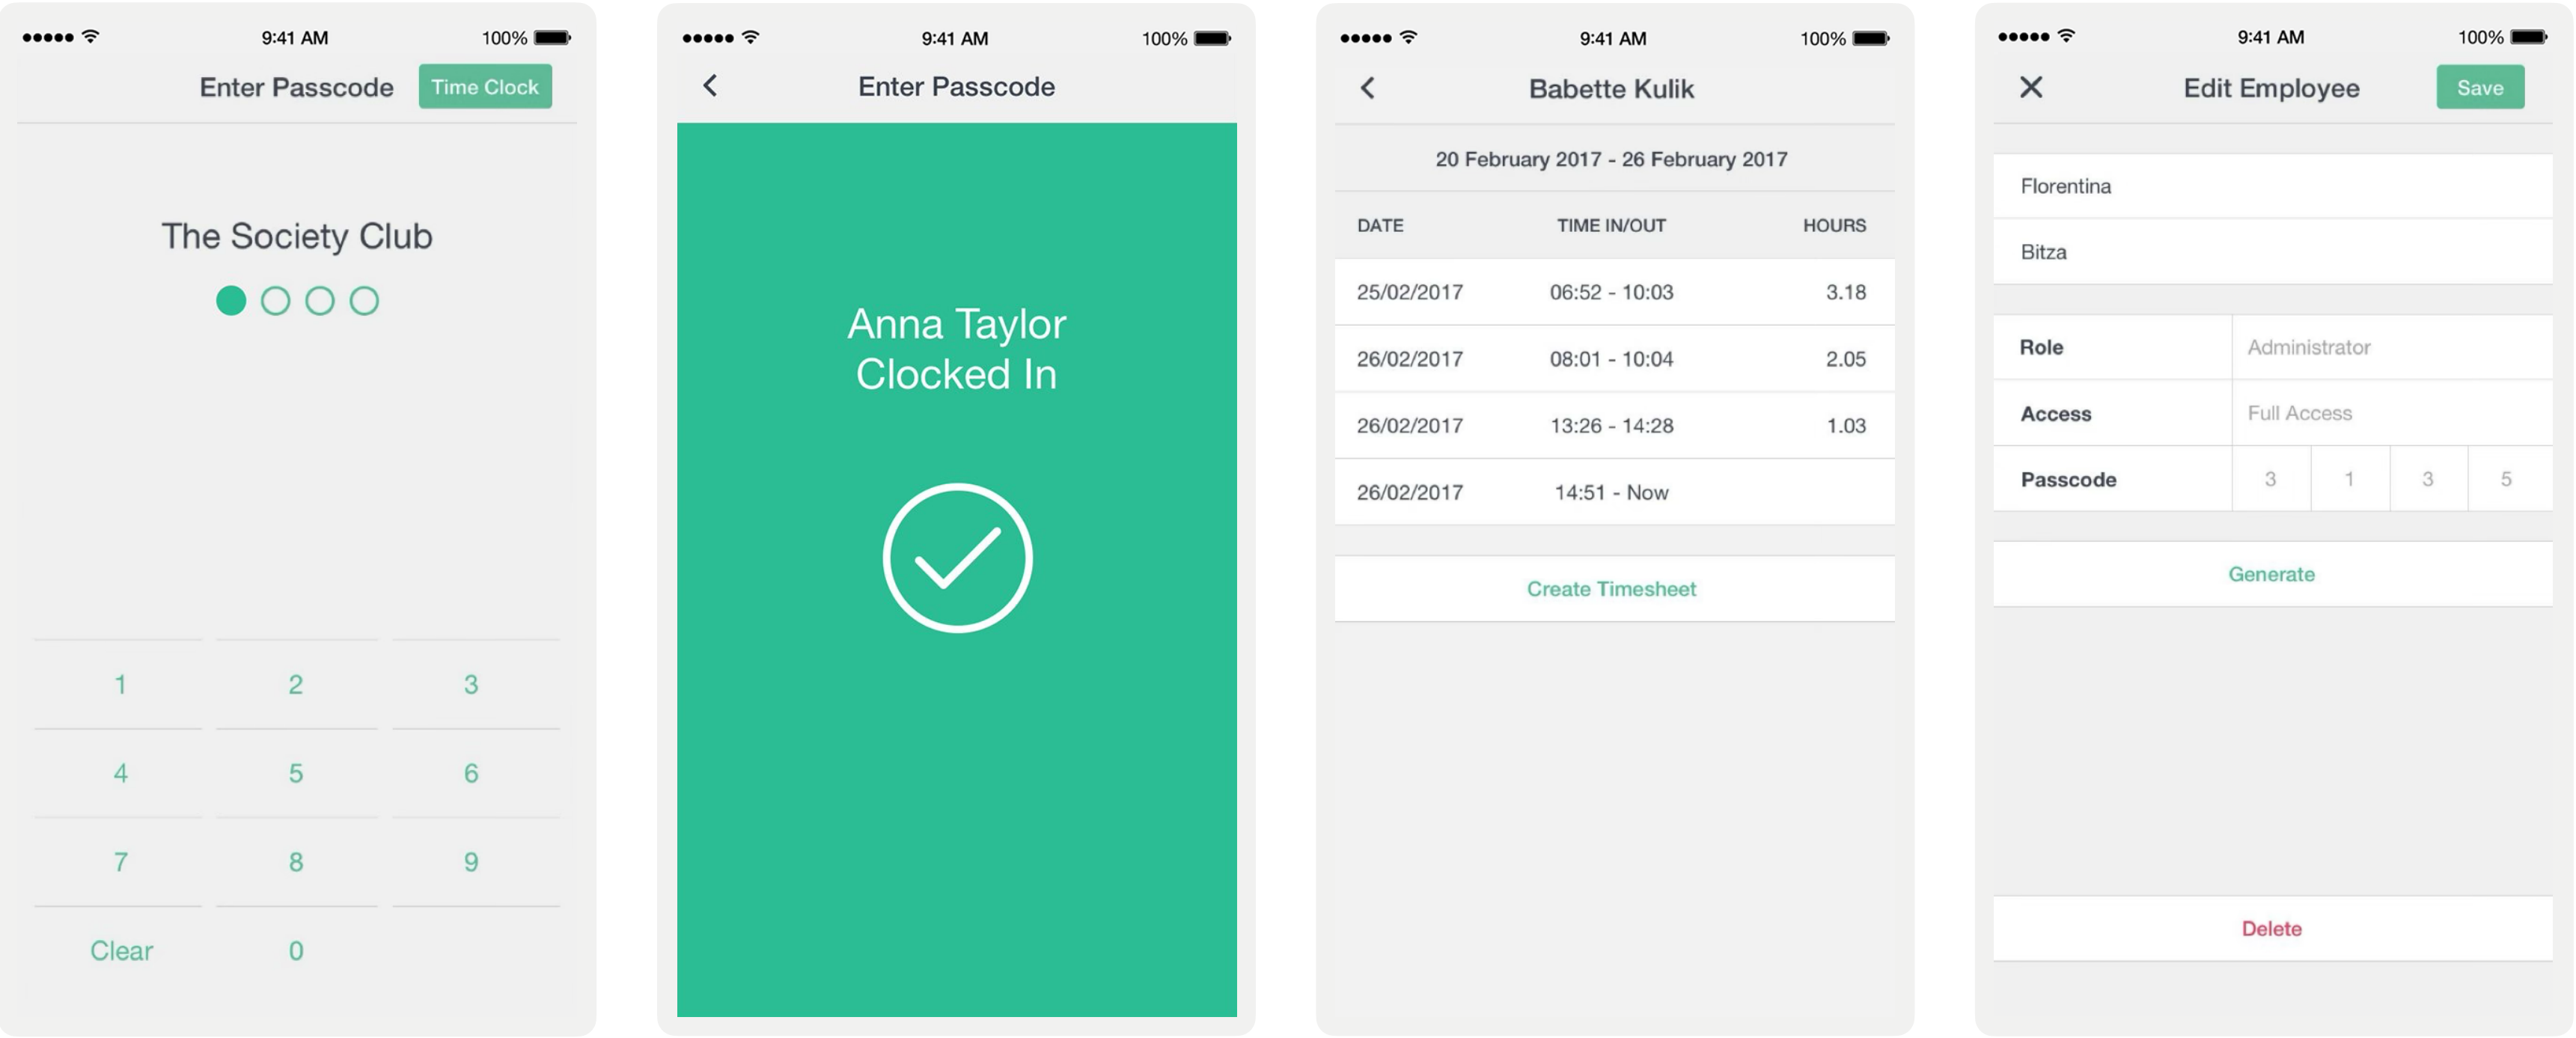 9:41 AM 100%
Enter Passcode Time Clock
The Society Club
1 2 3
4 5 6
7 8 9
Clear 0
9:41 AM 100%
Enter Passcode
Anna Taylor
Clocked In
9:41 AM 100%
Babette Kulik
20 February 2017 - 26 February 2017
DATE TIME IN/OUT HOURS
25/02/2017 06:52 - 10:03 3.18
26/02/2017 08:01 - 10:04 2.05
26/02/2017 13:26 - 14:28 1.03
26/02/2017 14:51 - Now
Create Timesheet
9:41 AM 100%
Edit Employee Save
Florentina
Bitza
Role Administrator
Access Full Access
Passcode 3 1 3 5
Generate
Delete